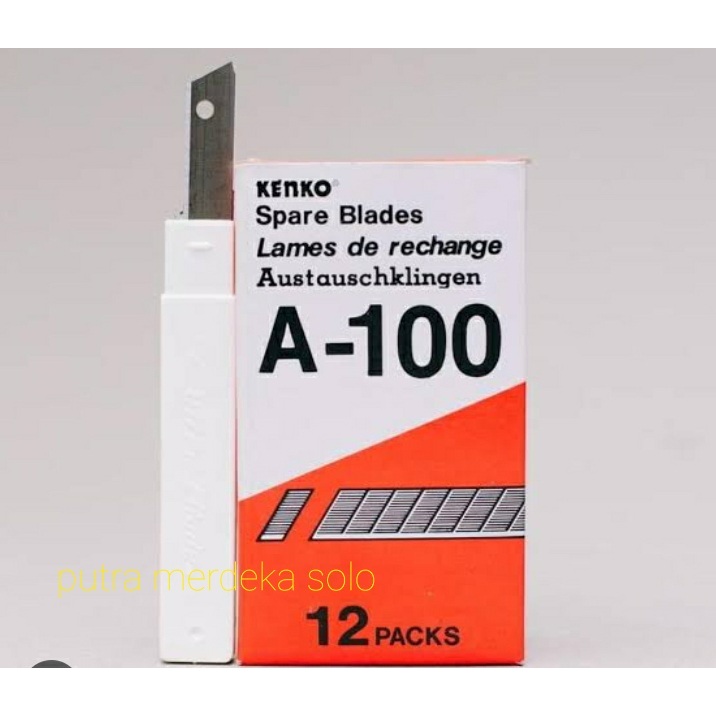 KENKO
Spare Blades
Lames de rechange
Austauschklingen
A-100
putra merdeka solo
12 PACKS